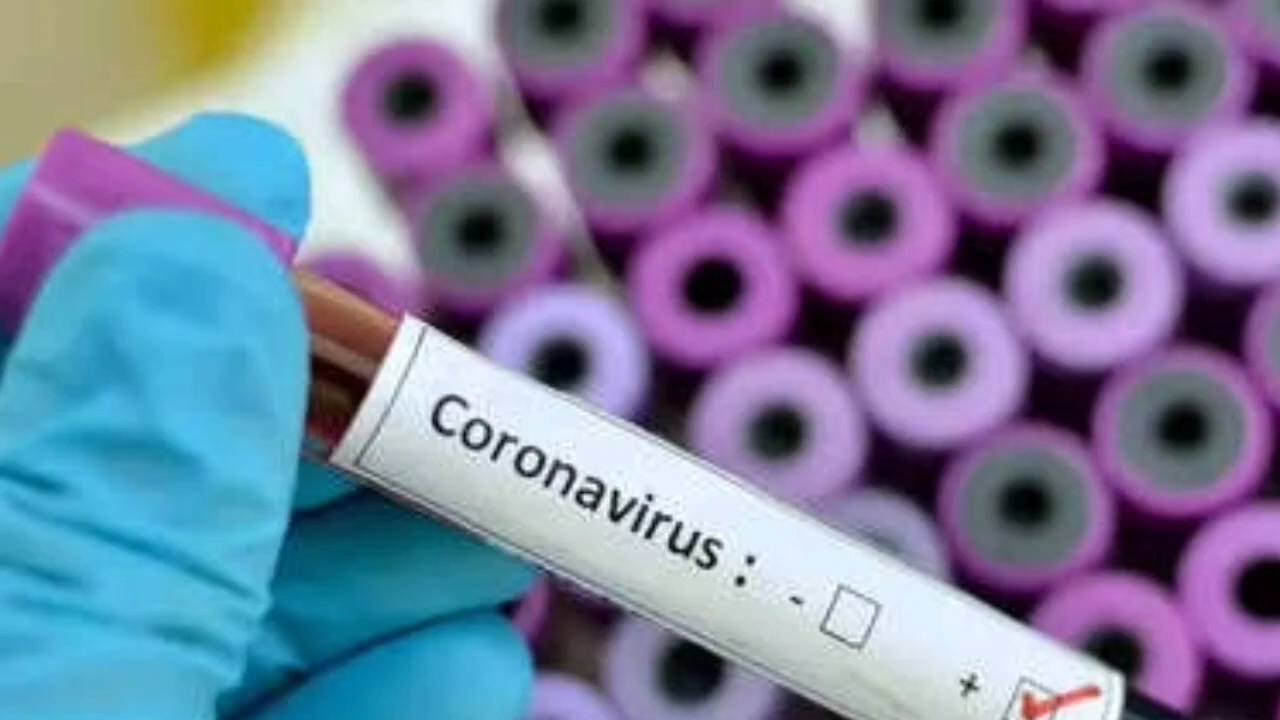 Coronavirus :
- ☐
+ ☑